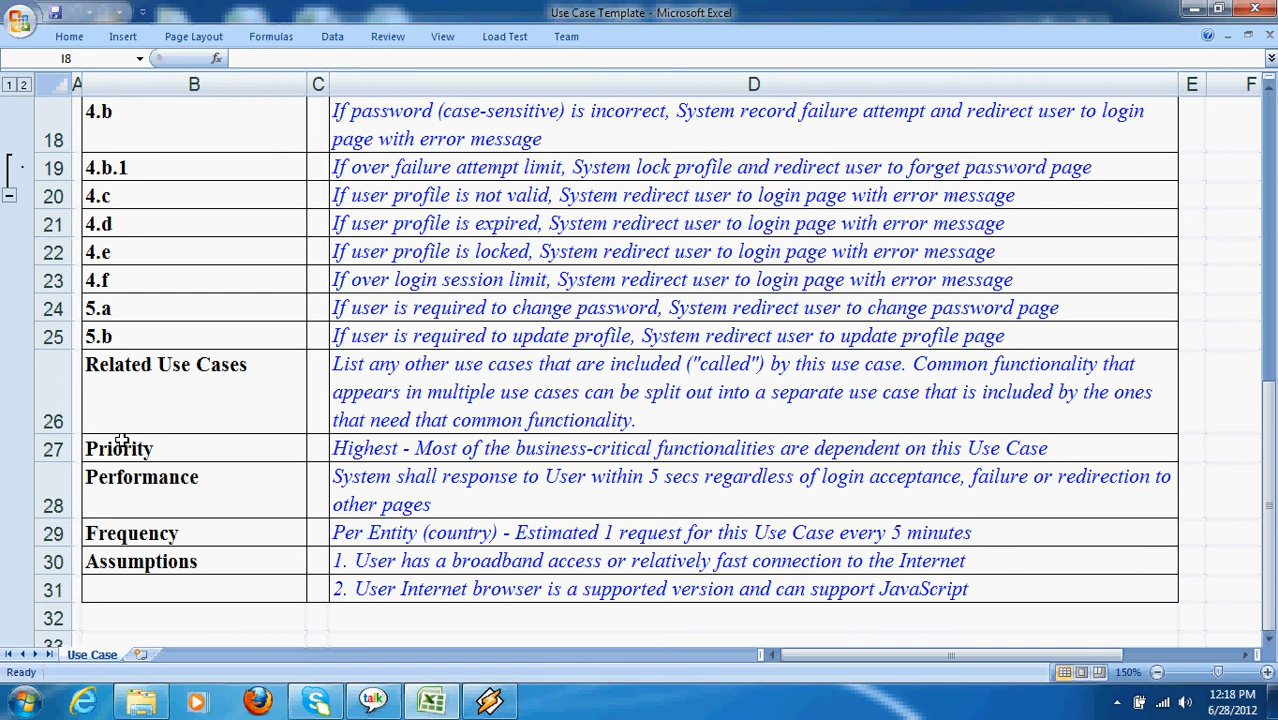 Use Case Template - Microsoft Excel
Home Insert Page Layout Formulas Data Review View Load Test Team
I8 fx
1 2 A B C D E F
18 4.b If password (case-sensitive) is incorrect, System record failure attempt and redirect user to login
page with error message
19 4.b.1 If over failure attempt limit, System lock profile and redirect user to forget password page
20 4.c If user profile is not valid, System redirect user to login page with error message
21 4.d If user profile is expired, System redirect user to login page with error message
22 4.e If user profile is locked, System redirect user to login page with error message
23 4.f If over login session limit, System redirect user to login page with error message
24 5.a If user is required to change password, System redirect user to change password page
25 5.b If user is required to update profile, System redirect user to update profile page
26 Related Use Cases List any other use cases that are included ("called") by this use case. Common functionality that
appears in multiple use cases can be split out into a separate use case that is included by the ones
that need that common functionality.
27 Priority Highest - Most of the business-critical functionalities are dependent on this Use Case
28 Performance System shall response to User within 5 secs regardless of login acceptance, failure or redirection to
other pages
29 Frequency Per Entity (country) - Estimated 1 request for this Use Case every 5 minutes
30 Assumptions 1. User has a broadband access or relatively fast connection to the Internet
31 2. User Internet browser is a supported version and can support JavaScript
32
33
Use Case
Ready 150%
talk
12:18 PM
6/28/2012